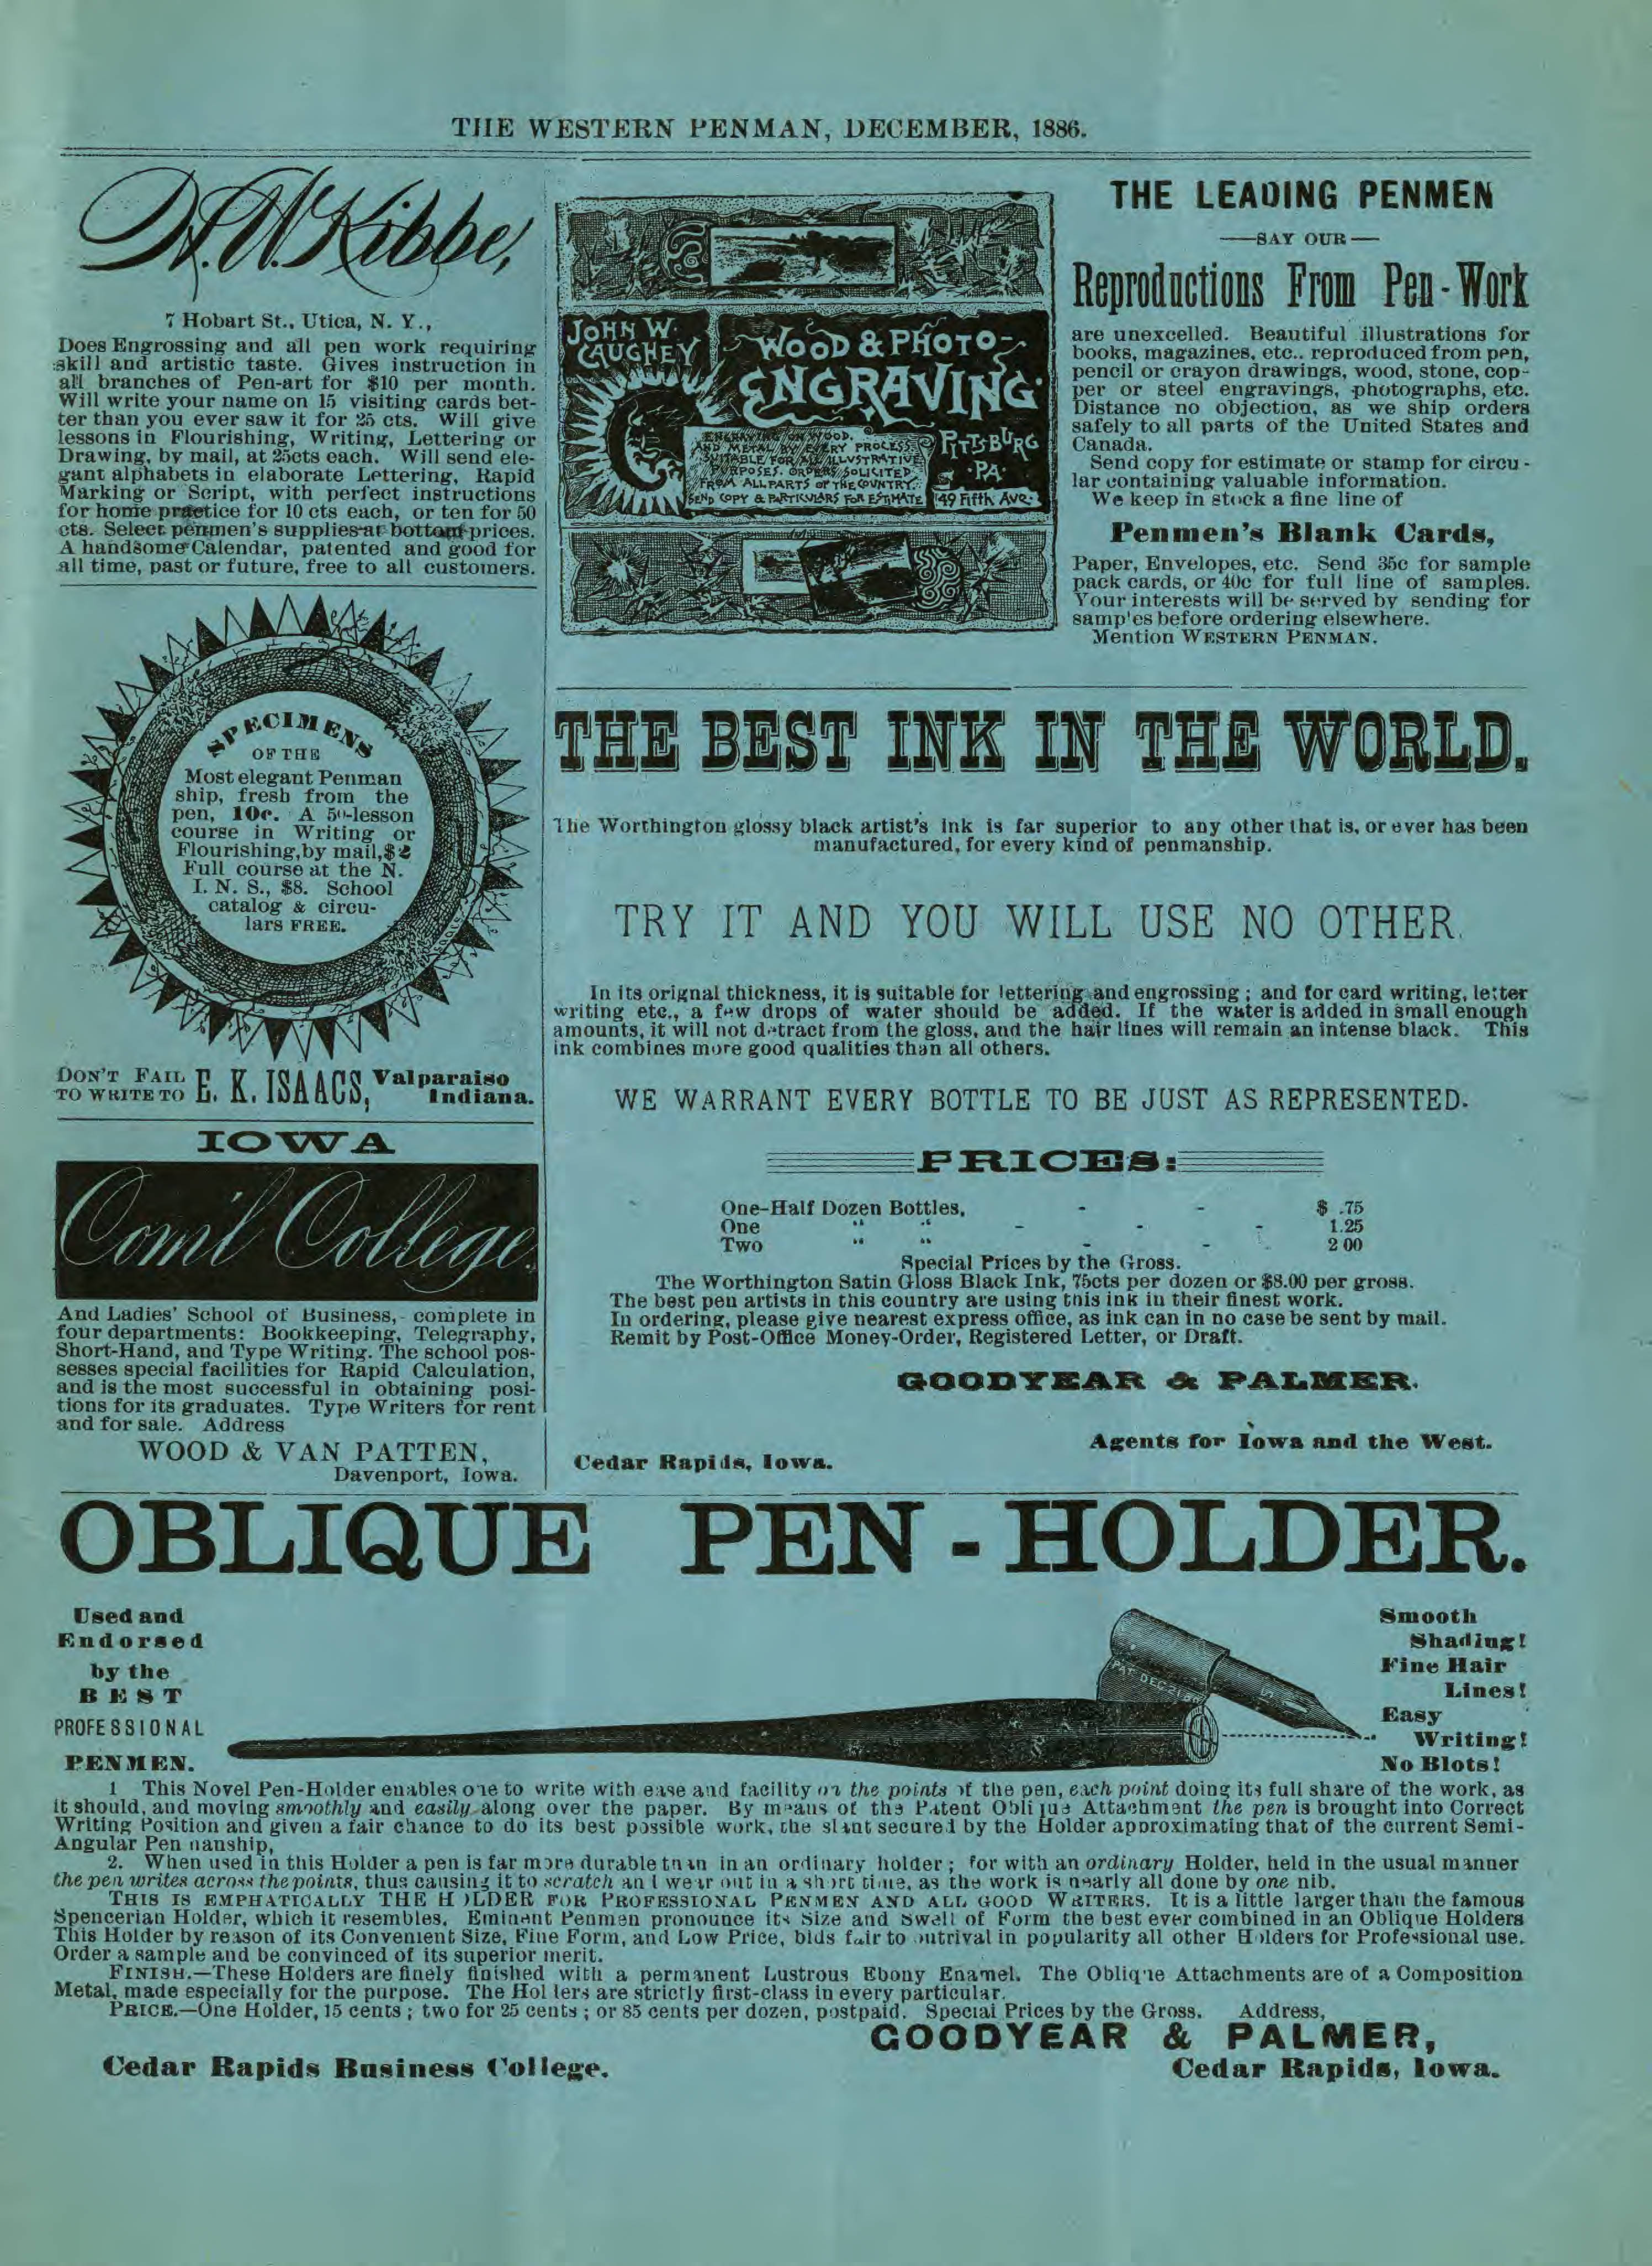 THE WESTERN PENMAN, DECEMBER, 1886.
A.W. Kibbe,
7 Hobart St., Utica, N. Y.,
Does Engrossing and all pen work requiring
skill and artistic taste. Gives instruction in
all branches of Pen-art for $10 per month.
Will write your name on 15 visiting cards bet-
ter than you ever saw it for 25 cts. Will give
lessons in Flourishing, Writing, Lettering or
Drawing, by mail, at 25cts each. Will send ele-
gant alphabets in elaborate Lettering, Rapid
Marking or Script, with perfect instructions
for home practice for 10 cts each, or ten for 50
cts. Select penmen's supplies at bottom prices.
A handsome Calendar, patented and good for
all time, past or future, free to all customers.
SPECIMENS
OF THE
Most elegant Penman
ship, fresh from the
pen, 10c. A 50-lesson
course in Writing or
Flourishing, by mail, $2
Full course at the N.
I. N. S., $8. School
catalog & circu-
lars FREE.
DON'T FAIL
TO WRITE TO E. K. ISAACS, Valparaiso
Indiana.
IOWA
Com'l College
And Ladies' School of Business, complete in
four departments: Bookkeeping, Telegraphy,
Short-Hand, and Type Writing. The school pos-
sesses special facilities for Rapid Calculation,
and is the most successful in obtaining posi-
tions for its graduates. Type Writers for rent
and for sale. Address
WOOD & VAN PATTEN,
Davenport, Iowa.
JOHN W.
CAUGHEY
WOOD & PHOTO-
ENGRAVING
ENGRAVING ON WOOD,
AND METAL BY EVERY PROCESS
SUITABLE FOR ALL ILLUSTRATIVE
PURPOSES. ORDERS SOLICITED
FROM ALL PARTS OF THE COUNTRY.
SEND COPY & PARTICULARS FOR ESTIMATE
PITTSBURG
PA.
49 FIFTH AVE.
THE LEADING PENMEN
—SAY OUR—
Reproductions From Pen-Work
are unexcelled. Beautiful illustrations for
books, magazines, etc.. reproduced from pen,
pencil or crayon drawings, wood, stone, cop-
per or steel engravings, photographs, etc.
Distance no objection, as we ship orders
safely to all parts of the United States and
Canada.
Send copy for estimate or stamp for circu-
lar containing valuable information.
We keep in stock a fine line of
Penmen's Blank Cards,
Paper, Envelopes, etc. Send 35c for sample
pack cards, or 40c for full line of samples.
Your interests will be served by sending for
samp'es before ordering elsewhere.
Mention WESTERN PENMAN.
THE BEST INK IN THE WORLD.
The Worthington glossy black artist's ink is far superior to any other that is, or ever has been
manufactured, for every kind of penmanship.
TRY IT AND YOU WILL USE NO OTHER.
In its orignal thickness, it is suitable for lettering and engrossing; and for card writing, letter
writing etc., a few drops of water should be added. If the water is added in small enough
amounts, it will not detract from the gloss, and the hair lines will remain an intense black. This
ink combines more good qualities than all others.
WE WARRANT EVERY BOTTLE TO BE JUST AS REPRESENTED.
PRICES:
One-Half Dozen Bottles, - - $ .75
One " " - - - 1.25
Two " " - - - 2 00
Special Prices by the Gross.
The Worthington Satin Gloss Black Ink, 75cts per dozen or $8.00 per gross.
The best pen artists in this country are using this ink in their finest work.
In ordering, please give nearest express office, as ink can in no case be sent by mail.
Remit by Post-Office Money-Order, Registered Letter, or Draft.
GOODYEAR & PALMER.
Agents for Iowa and the West.
Cedar Rapids, Iowa.
OBLIQUE PEN-HOLDER.
Used and
Endorsed
by the
BEST
PROFESSIONAL
PENMEN.
PAT DEC 21 80
Smooth
Shading!
Fine Hair
Lines!
Easy
Writing!
No Blots!
1 This Novel Pen-Holder enables one to write with ease and facility on the points of the pen, each point doing its full share of the work, as
it should, and moving smoothly and easily along over the paper. By means of the Patent Oblique Attachment the pen is brought into Correct
Writing Position and given a fair chance to do its best possible work, the slant secured by the Holder approximating that of the current Semi-
Angular Penmanship,
2. When used in this Holder a pen is far more durable than in an ordinary holder; for with an ordinary Holder, held in the usual manner
the pen writes across the points, thus causing it to scratch and wear out in a short time, as the work is nearly all done by one nib.
THIS IS EMPHATICALLY THE HOLDER FOR PROFESSIONAL PENMEN AND ALL GOOD WRITERS. It is a little larger than the famous
Spencerian Holder, which it resembles. Eminent Penmen pronounce its Size and Swell of Form the best ever combined in an Oblique Holders
This Holder by reason of its Convenient Size, Fine Form, and Low Price, bids fair to outrival in popularity all other Holders for Professional use.
Order a sample and be convinced of its superior merit.
FINISH.—These Holders are finely finished with a permanent Lustrous Ebony Enamel. The Oblique Attachments are of a Composition
Metal, made especially for the purpose. The Holders are strictly first-class in every particular.
PRICE.—One Holder, 15 cents; two for 25 cents; or 85 cents per dozen, postpaid. Special Prices by the Gross. Address,
GOODYEAR & PALMER,
Cedar Rapids Business College. Cedar Rapids, Iowa.